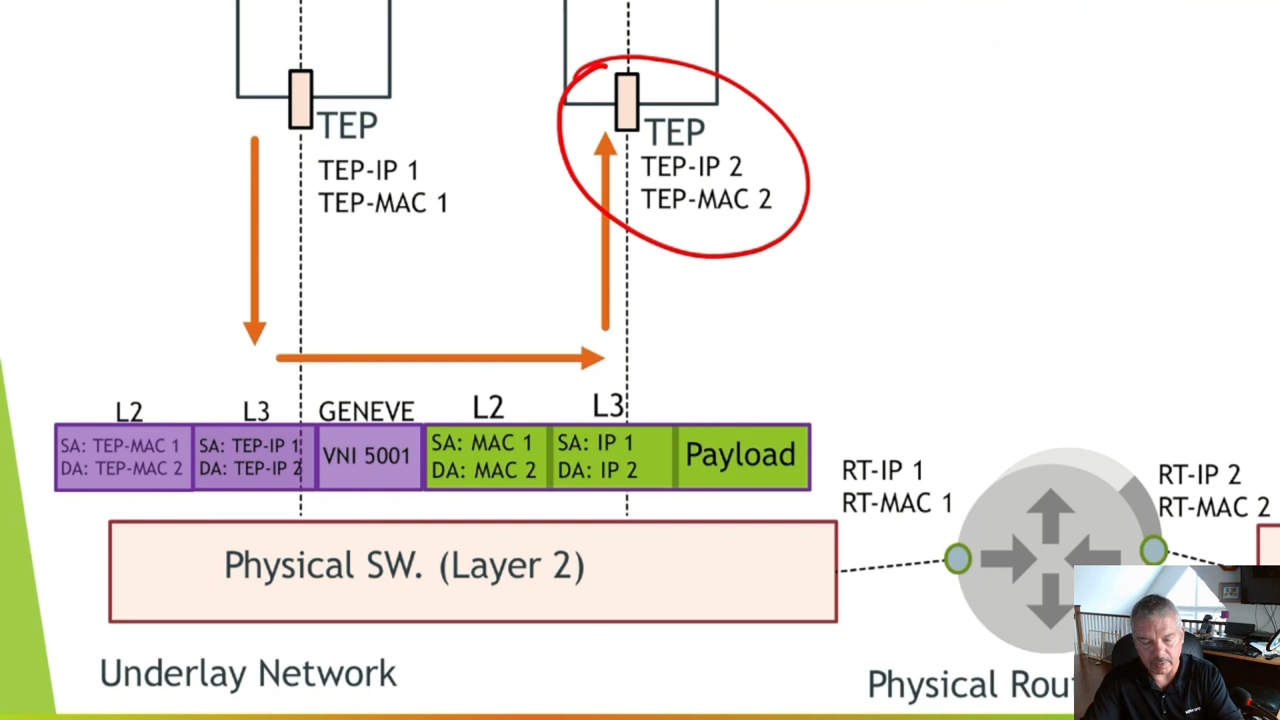 TEP
TEP-IP 1
TEP-MAC 1
TEP
TEP-IP 2
TEP-MAC 2
L2
L3
GENEVE
L2
L3
SA: TEP-MAC 1
DA: TEP-MAC 2
SA: TEP-IP 1
DA: TEP-IP 2
VNI 5001
SA: MAC 1
DA: MAC 2
SA: IP 1
DA: IP 2
Payload
RT-IP 1
RT-MAC 1
RT-IP 2
RT-MAC 2
Physical SW. (Layer 2)
Underlay Network
Physical Rou